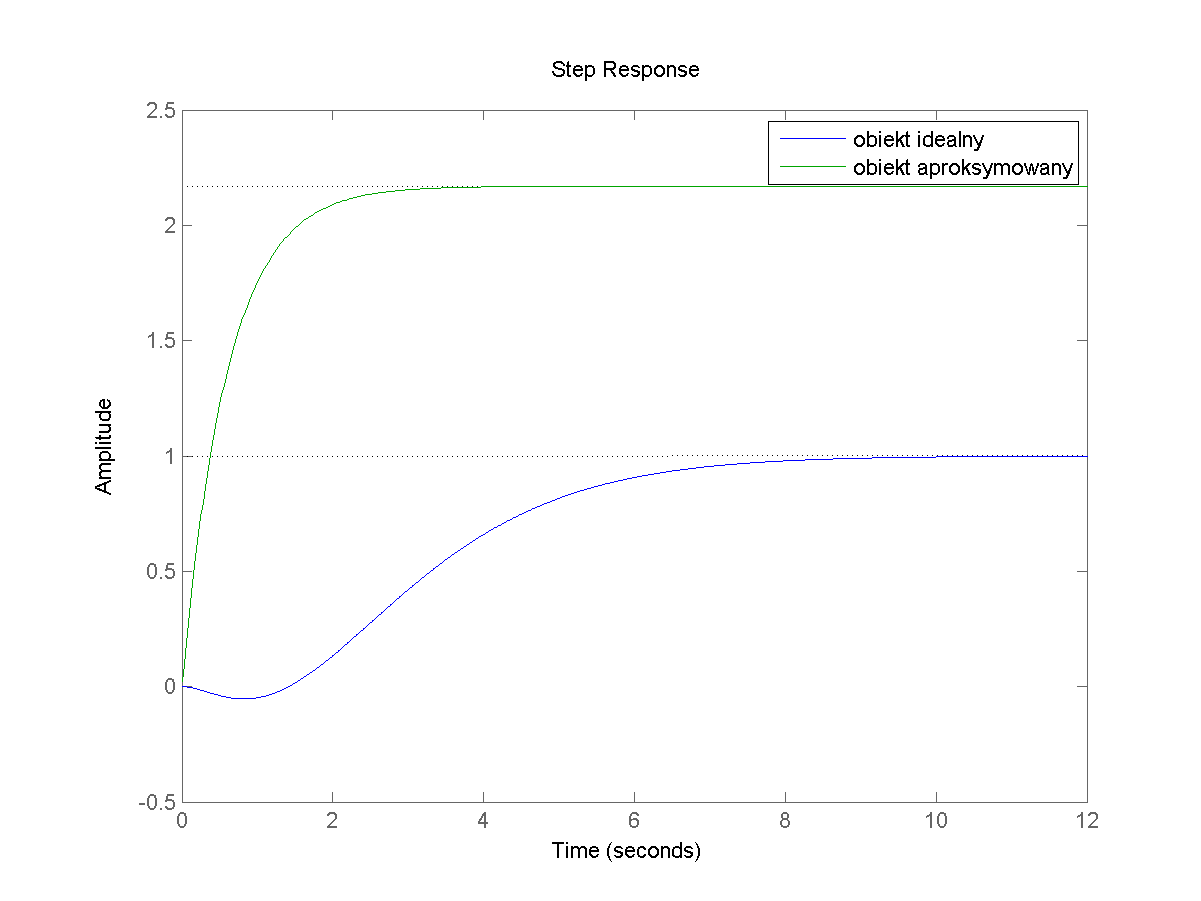 Step Response
obiekt idealny
obiekt aproksymowany
2.5
2
1.5
1
0.5
0
-0.5
Amplitude
0 2 4 6 8 10 12
Time (seconds)